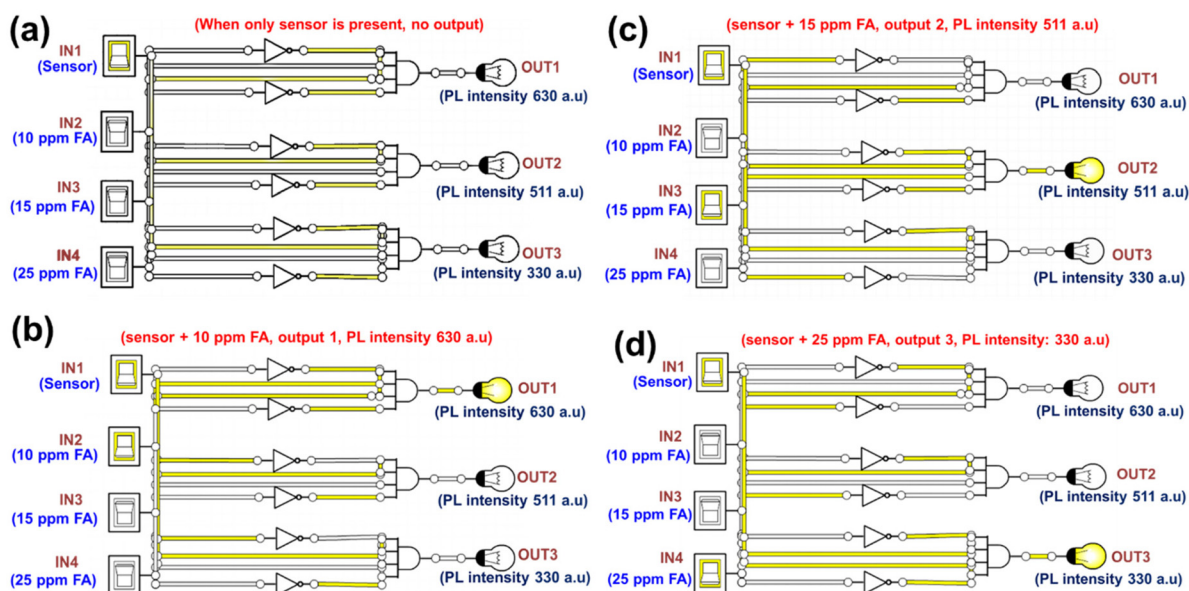 (a)
(When only sensor is present, no output)
IN1
(Sensor)
IN2
(10 ppm FA)
IN3
(15 ppm FA)
IN4
(25 ppm FA)
OUT1
(PL intensity 630 a.u)
OUT2
(PL intensity 511 a.u)
OUT3
(PL intensity 330 a.u)
(c)
(sensor + 15 ppm FA, output 2, PL intensity 511 a.u)
IN1
(Sensor)
IN2
(10 ppm FA)
IN3
(15 ppm FA)
IN4
(25 ppm FA)
OUT1
(PL intensity 630 a.u)
OUT2
(PL intensity 511 a.u)
OUT3
(PL intensity 330 a.u)
(b)
(sensor + 10 ppm FA, output 1, PL intensity 630 a.u)
IN1
(Sensor)
IN2
(10 ppm FA)
IN3
(15 ppm FA)
IN4
(25 ppm FA)
OUT1
(PL intensity 630 a.u)
OUT2
(PL intensity 511 a.u)
OUT3
(PL intensity 330 a.u)
(d)
(sensor + 25 ppm FA, output 3, PL intensity: 330 a.u)
IN1
(Sensor)
IN2
(10 ppm FA)
IN3
(15 ppm FA)
IN4
(25 ppm FA)
OUT1
(PL intensity 630 a.u)
OUT2
(PL intensity 511 a.u)
OUT3
(PL intensity 330 a.u)